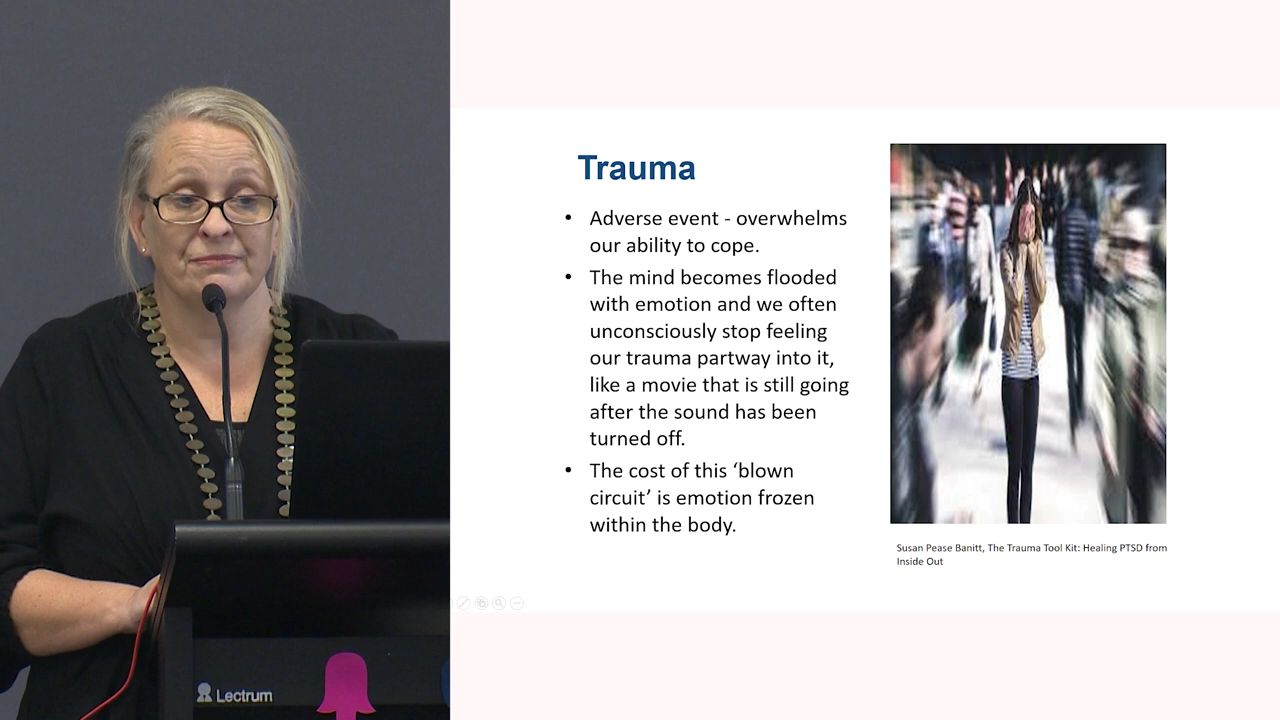 Trauma
• Adverse event - overwhelms
our ability to cope.
• The mind becomes flooded
with emotion and we often
unconsciously stop feeling
our trauma partway into it,
like a movie that is still going
after the sound has been
turned off.
• The cost of this ‘blown
circuit’ is emotion frozen
within the body.
Susan Pease Banitt, The Trauma Tool Kit: Healing PTSD from
Inside Out
Lectrum